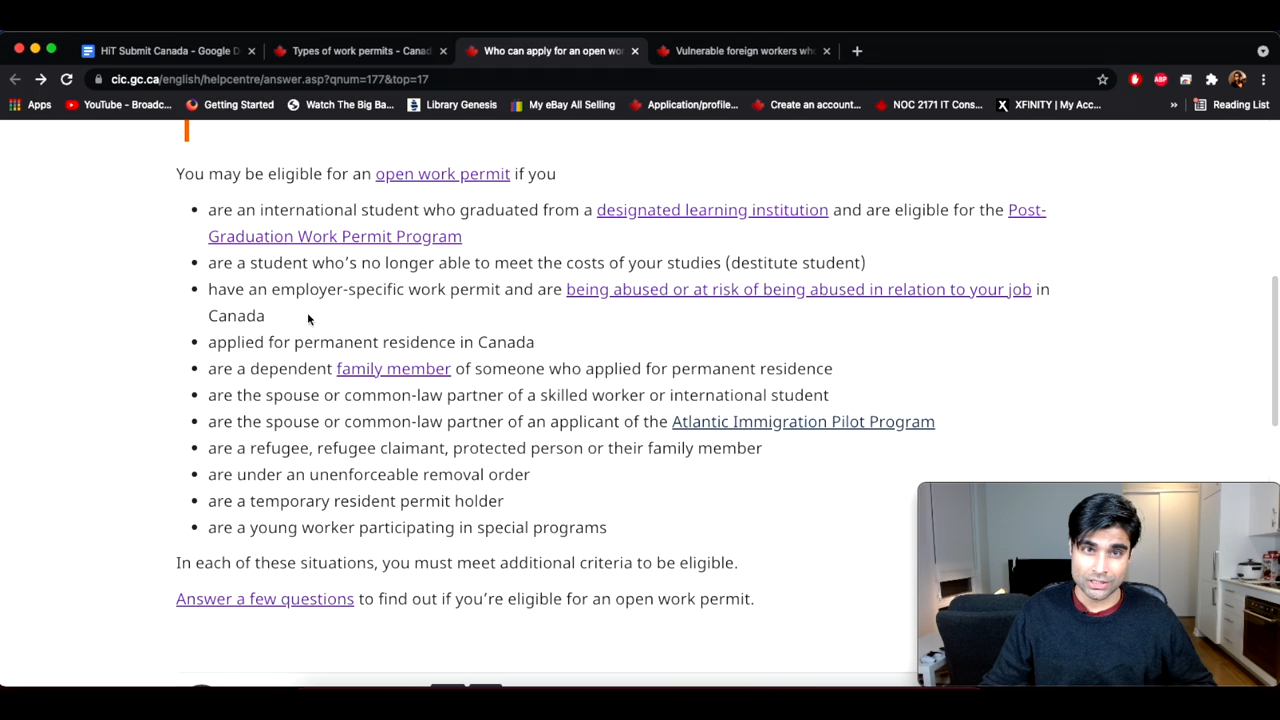 HiT Submit Canada - Google D
Types of work permits - Canad
Who can apply for an open wor
Vulnerable foreign workers who
cic.gc.ca/english/helpcentre/answer.asp?qnum=177&top=17
ABP
Apps
YouTube - Broadc...
Getting Started
Watch The Big Ba...
Library Genesis
My eBay All Selling
Application/profile...
Create an account...
NOC 2171 IT Cons...
XFINITY | My Acc...
»
Reading List
You may be eligible for an open work permit if you
• are an international student who graduated from a designated learning institution and are eligible for the Post-
Graduation Work Permit Program
• are a student who’s no longer able to meet the costs of your studies (destitute student)
• have an employer-specific work permit and are being abused or at risk of being abused in relation to your job in
Canada
• applied for permanent residence in Canada
• are a dependent family member of someone who applied for permanent residence
• are the spouse or common-law partner of a skilled worker or international student
• are the spouse or common-law partner of an applicant of the Atlantic Immigration Pilot Program
• are a refugee, refugee claimant, protected person or their family member
• are under an unenforceable removal order
• are a temporary resident permit holder
• are a young worker participating in special programs
In each of these situations, you must meet additional criteria to be eligible.
Answer a few questions to find out if you’re eligible for an open work permit.